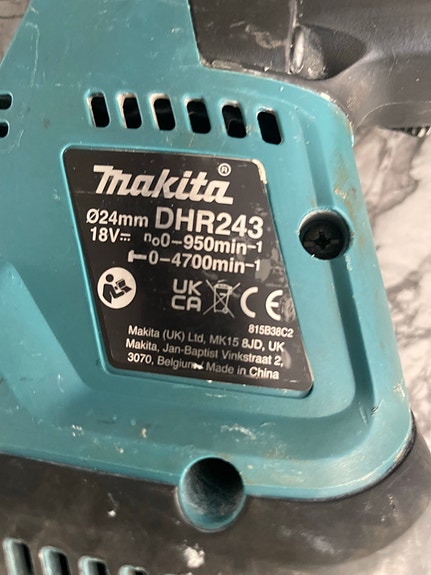 makita®
Ø24mm DHR243
18V⎓ n₀0-950min-1
0-4700min-1
UK
CA CE
815B38C2
Makita (UK) Ltd, MK15 8JD, UK
Makita, Jan-Baptist Vinkstraat 2,
3070, Belgium Made in China